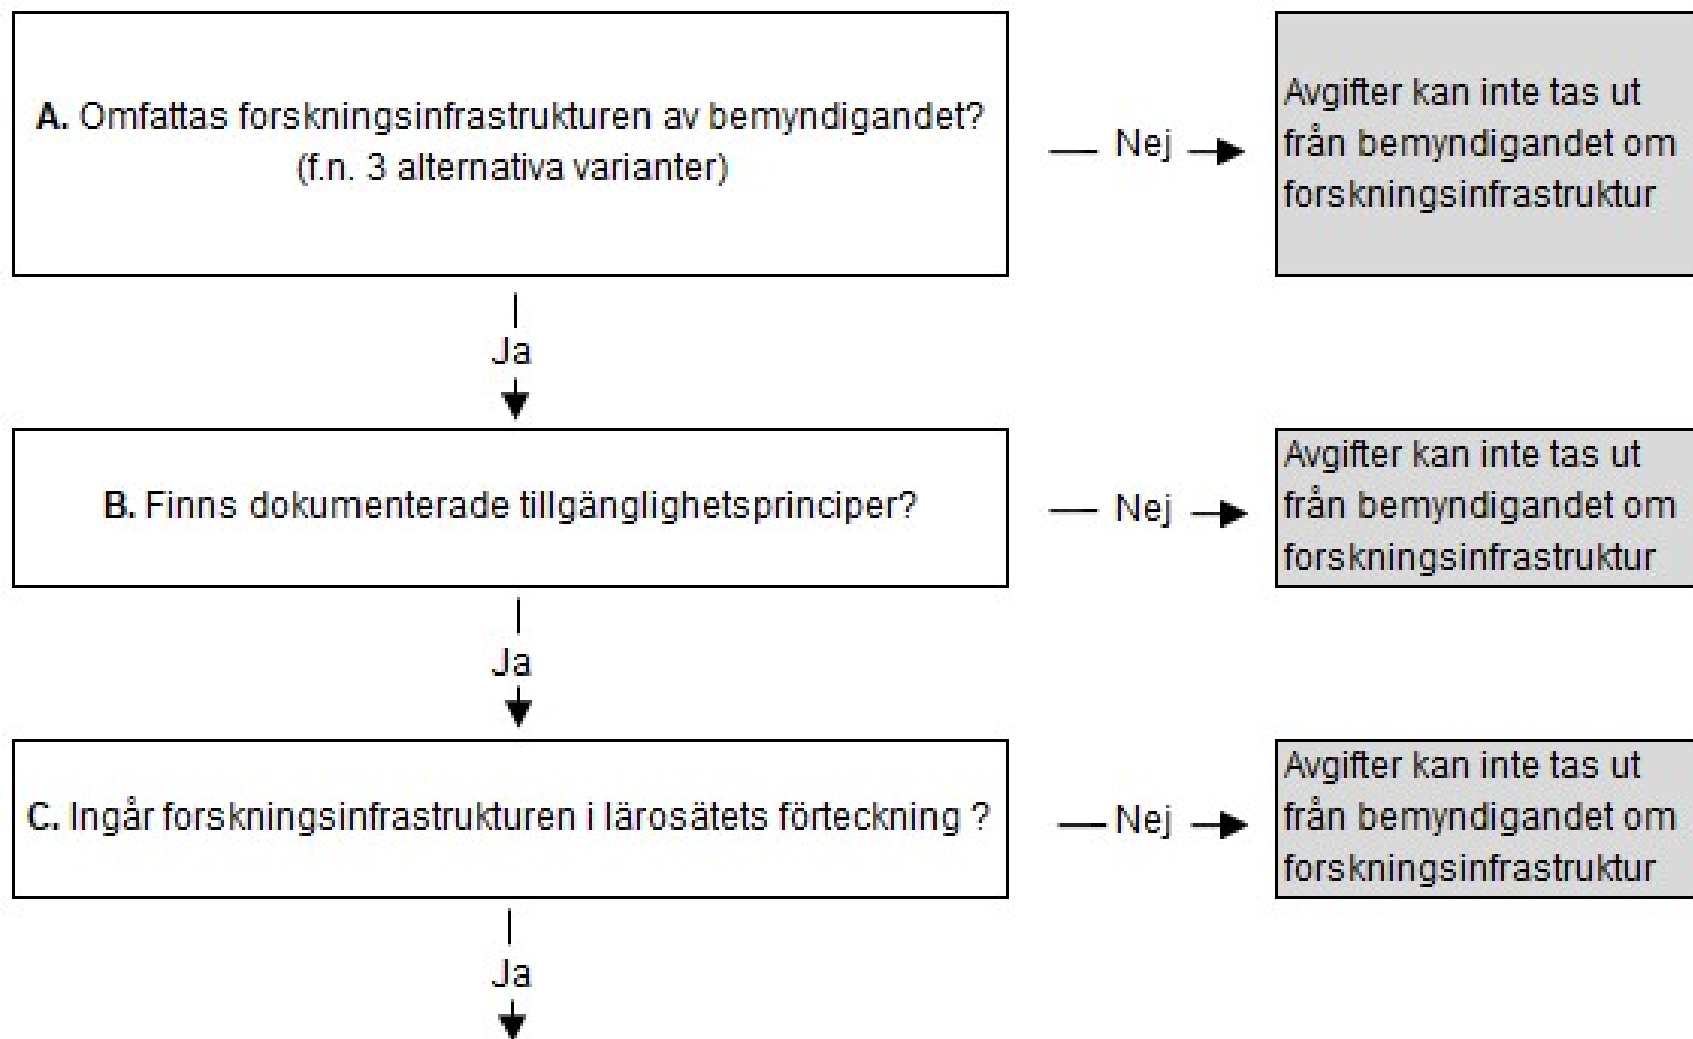 A. Omfattas forskningsinfrastrukturen av bemyndigandet?
(f.n. 3 alternativa varianter)
Nej
Avgifter kan inte tas ut
från bemyndigandet om
forskningsinfrastruktur
Ja
B. Finns dokumenterade tillgänglighetsprinciper?
Nej
Avgifter kan inte tas ut
från bemyndigandet om
forskningsinfrastruktur
Ja
C. Ingår forskningsinfrastrukturen i lärosätets förteckning ?
Nej
Avgifter kan inte tas ut
från bemyndigandet om
forskningsinfrastruktur
Ja